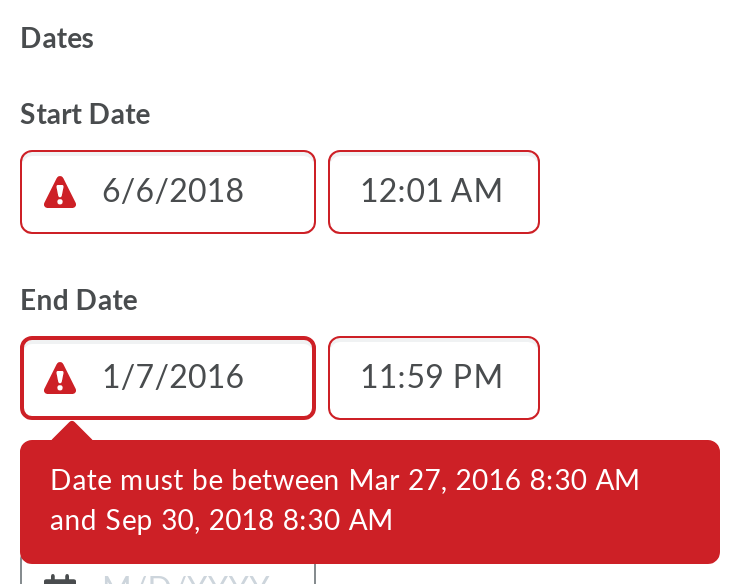 Dates
Start Date
6/6/2018 12:01 AM
End Date
1/7/2016 11:59 PM
Date must be between Mar 27, 2016 8:30 AM
and Sep 30, 2018 8:30 AM
M/D/YYYY